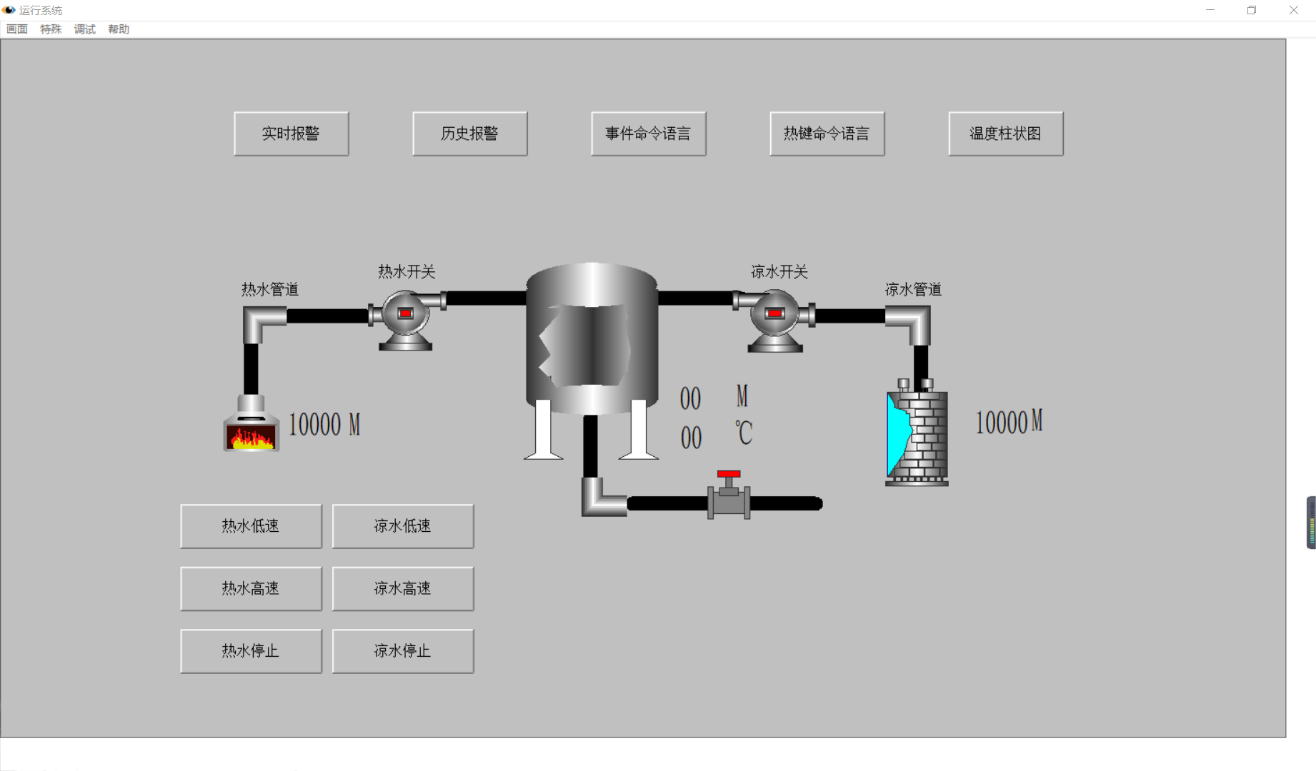 运行系统
画面 特殊 调试 帮助
实时报警 历史报警 事件命令语言 热键命令语言 温度柱状图
热水开关 凉水开关
热水管道 凉水管道
00 M
10000 M 00 ℃ 10000 M
热水低速 凉水低速
热水高速 凉水高速
热水停止 凉水停止